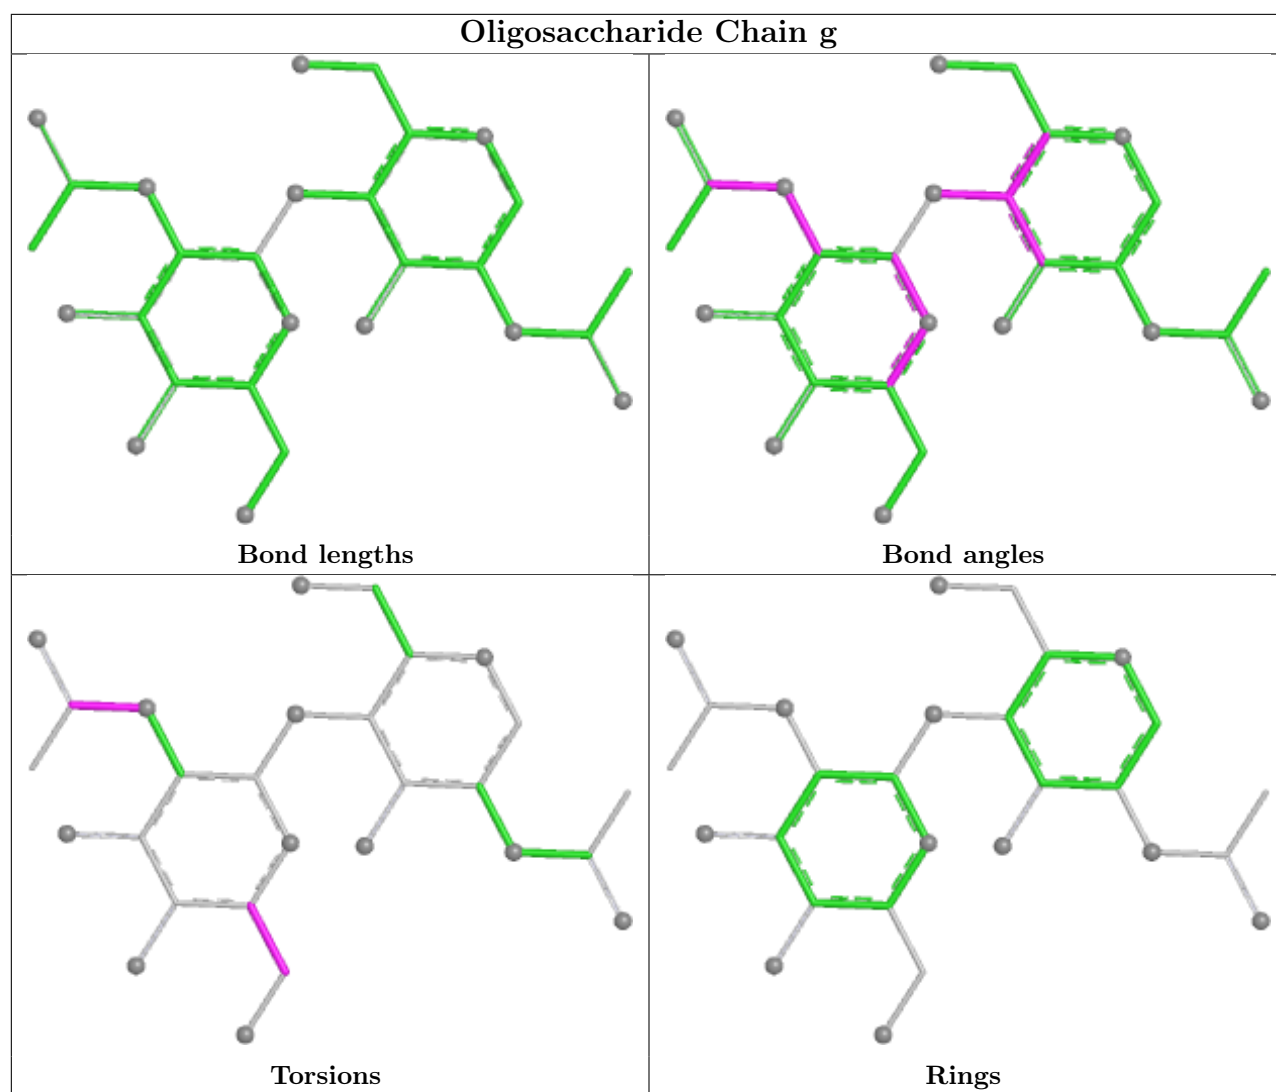 Oligosaccharide Chain g
Bond lengths
Bond angles
Torsions
Rings